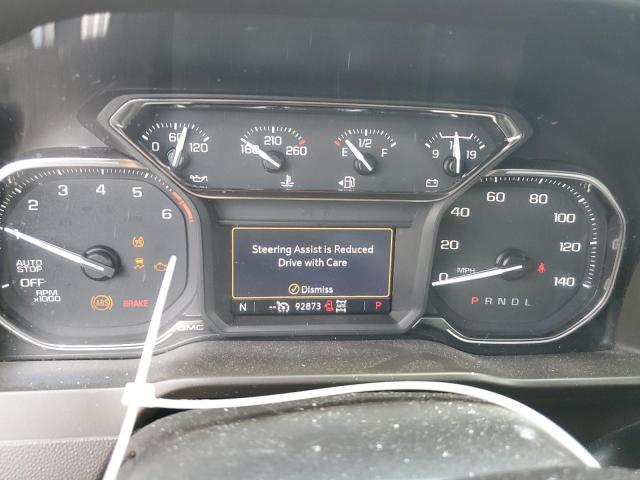 0 60 120
160 210 260
E 1/2 F
9 19
2 3 4 5 6
AUTO
STOP
OFF
RPM
x1000
ABS
BRAKE
GMC
Steering Assist is Reduced
Drive with Care
Dismiss
N -- 92873 P
0 20 40 60 80 100 120 140
MPH
P R N D L